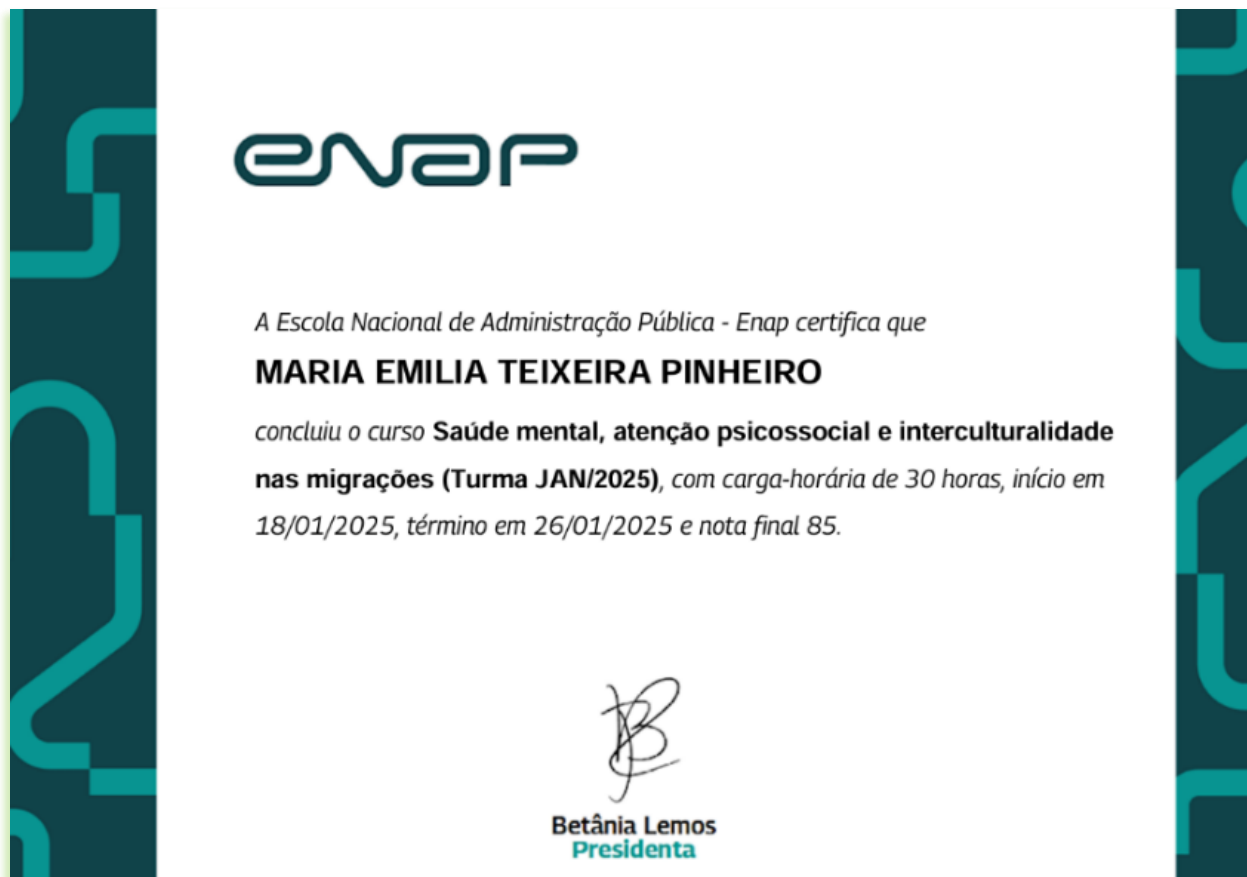 enap
A Escola Nacional de Administração Pública - Enap certifica que
MARIA EMILIA TEIXEIRA PINHEIRO
concluiu o curso Saúde mental, atenção psicossocial e interculturalidade
nas migrações (Turma JAN/2025), com carga-horária de 30 horas, início em
18/01/2025, término em 26/01/2025 e nota final 85.
Betânia Lemos
Presidenta